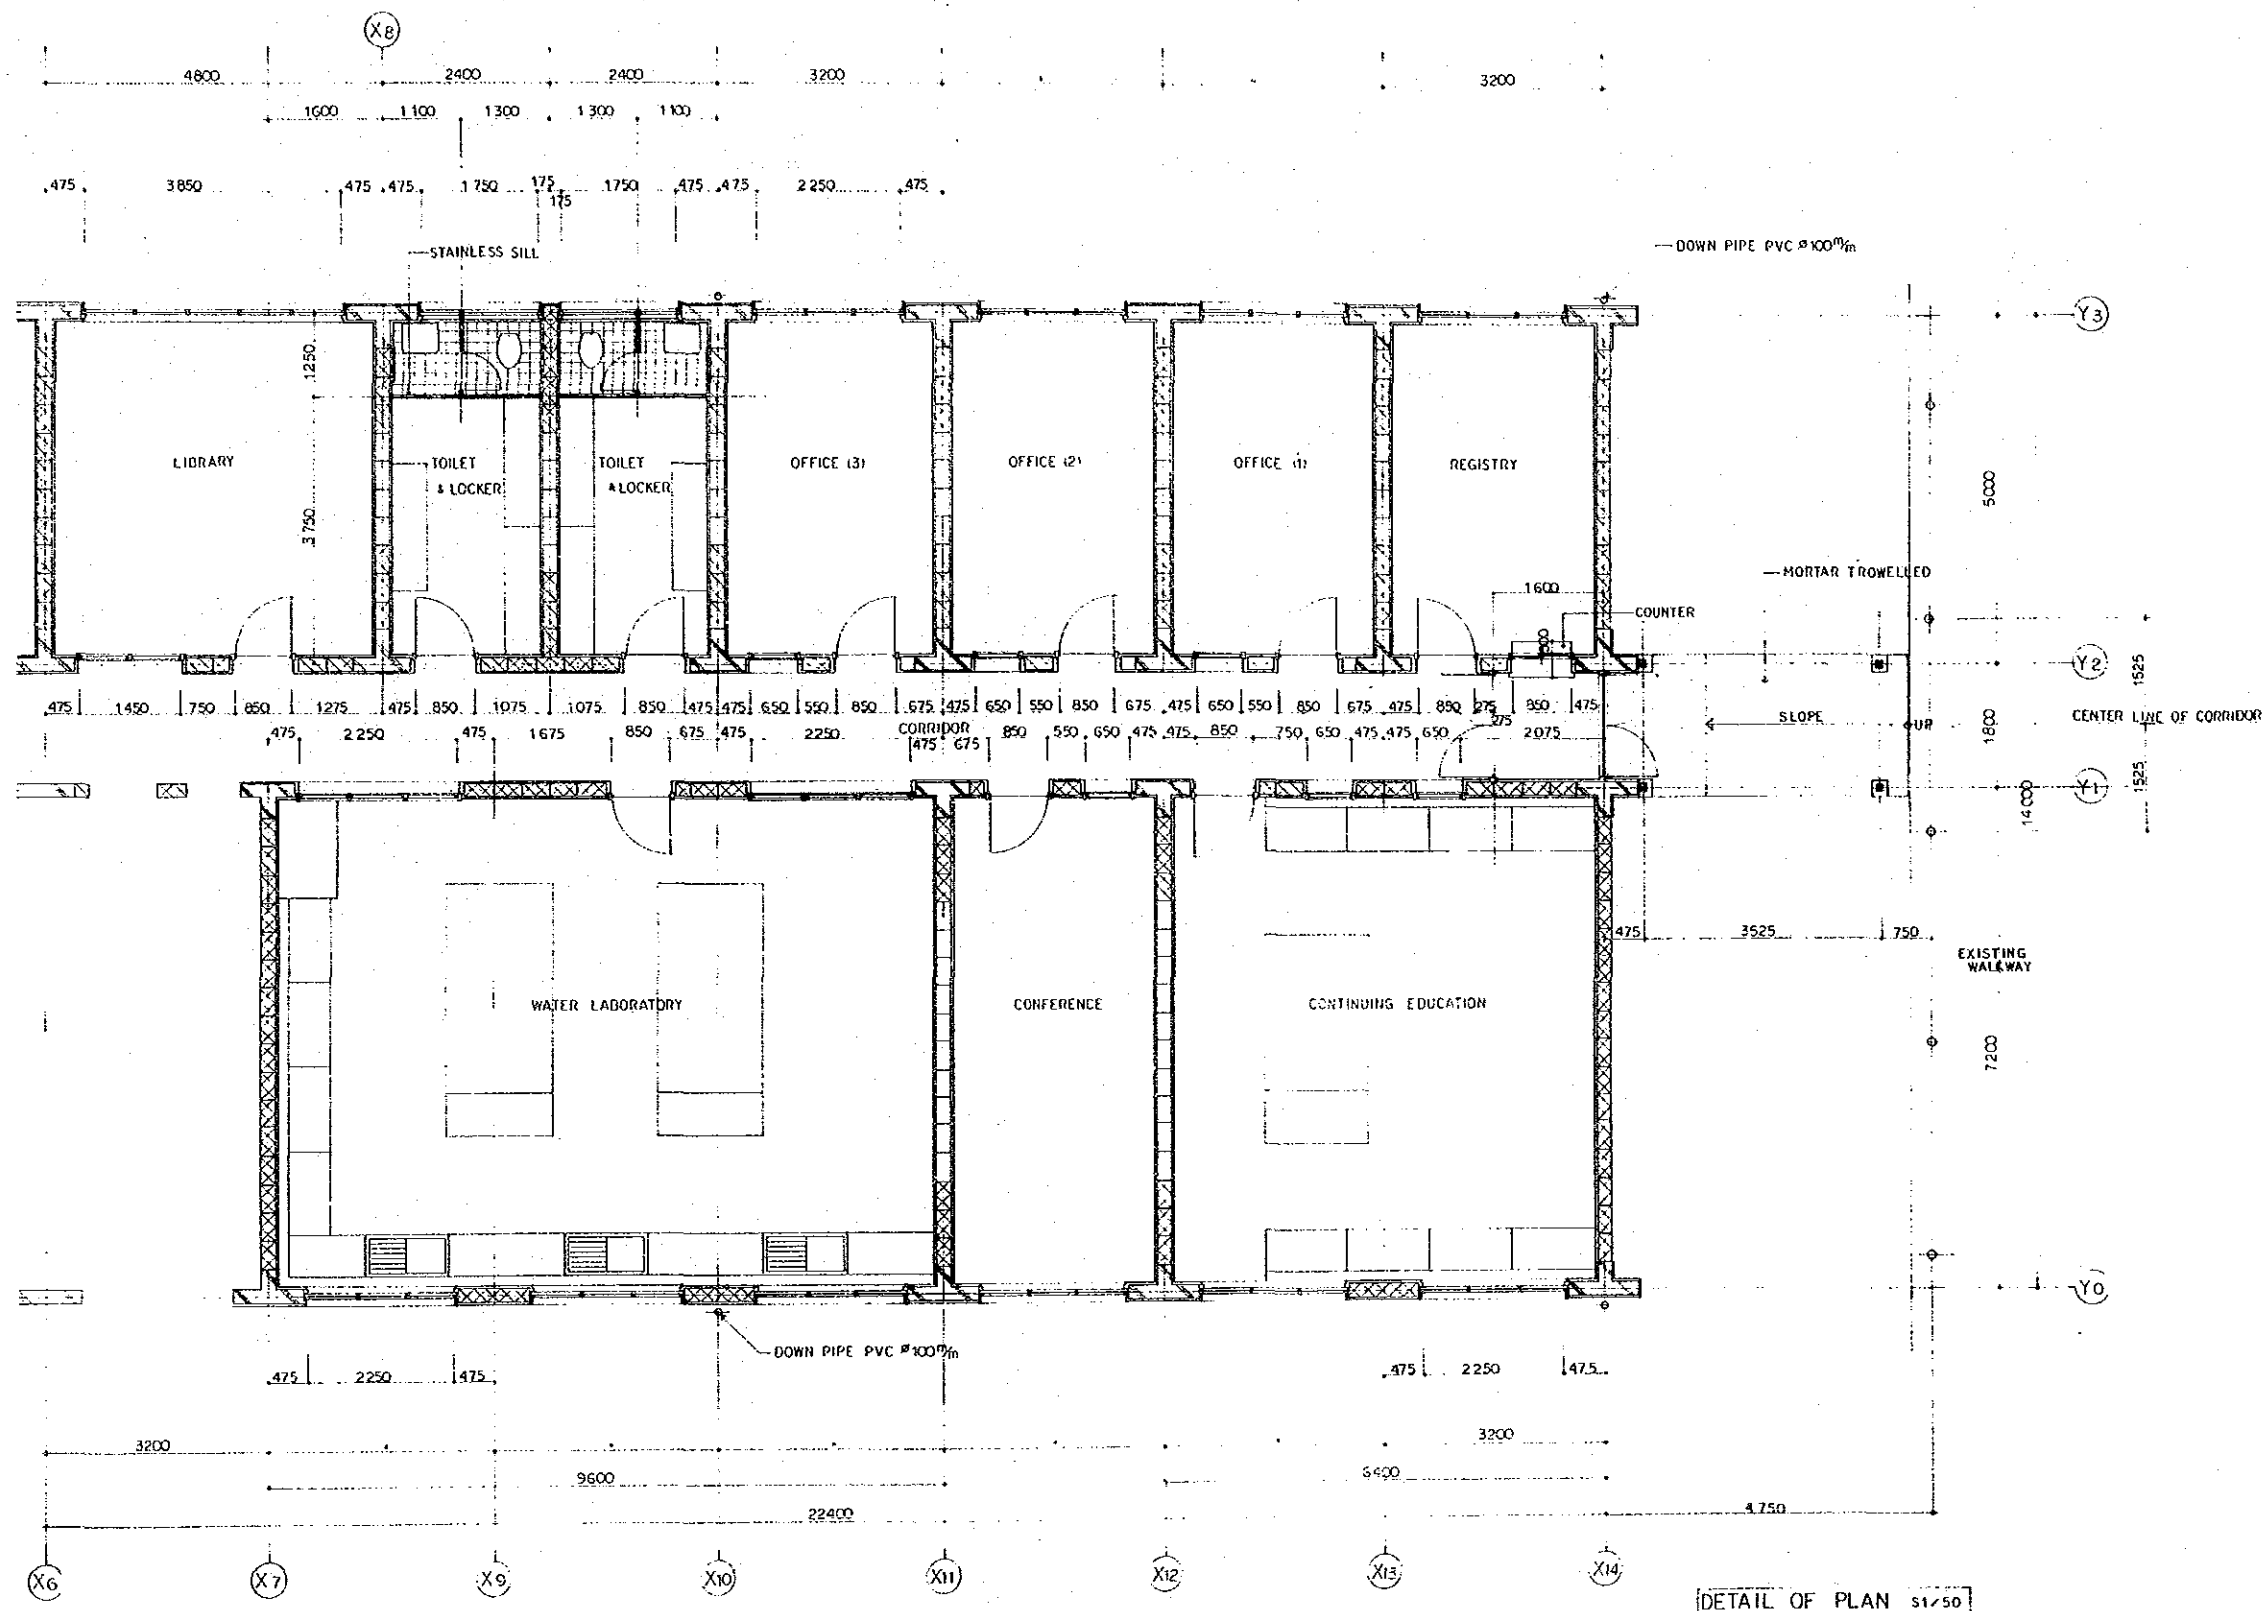 X8
4800 2400 2400 3200 3200
1600 1100 1300 1300 1100
475 3850 475 475 1750 175 1750 475 475 2250 475
175
STAINLESS SILL
DOWN PIPE PVC ø100m/m
Y3
1250
LIBRARY
TOILET
& LOCKER
TOILET
& LOCKER
OFFICE (3)
OFFICE (2)
OFFICE (1)
REGISTRY
3750
5000
MORTAR TROWELLED
1600
COUNTER
Y2
1525
475 1450 750 850 1275 475 850 1075 1075 850 475 475 650 550 850 675 475 650 550 850 675 475 650 550 850 675 475 850 275 950 475
275
SLOPE
UP
CENTER LINE OF CORRIDOR
CORRIDOR
475 2250 475 1675 850 675 475 2250 475 675 850 550 650 475 475 850 750 650 475 475 650 2075
1800
Y1
1525
14000
475 3525 750
EXISTING
WALKWAY
WATER LABORATORY
CONFERENCE
CONTINUING EDUCATION
7200
Y0
DOWN PIPE PVC ø100m/m
475 2250 475
475 2250 475
3200 3200
9600 6400
22400 4750
X6 X7 X9 X10 X11 X12 X13 X14
DETAIL OF PLAN S1/50